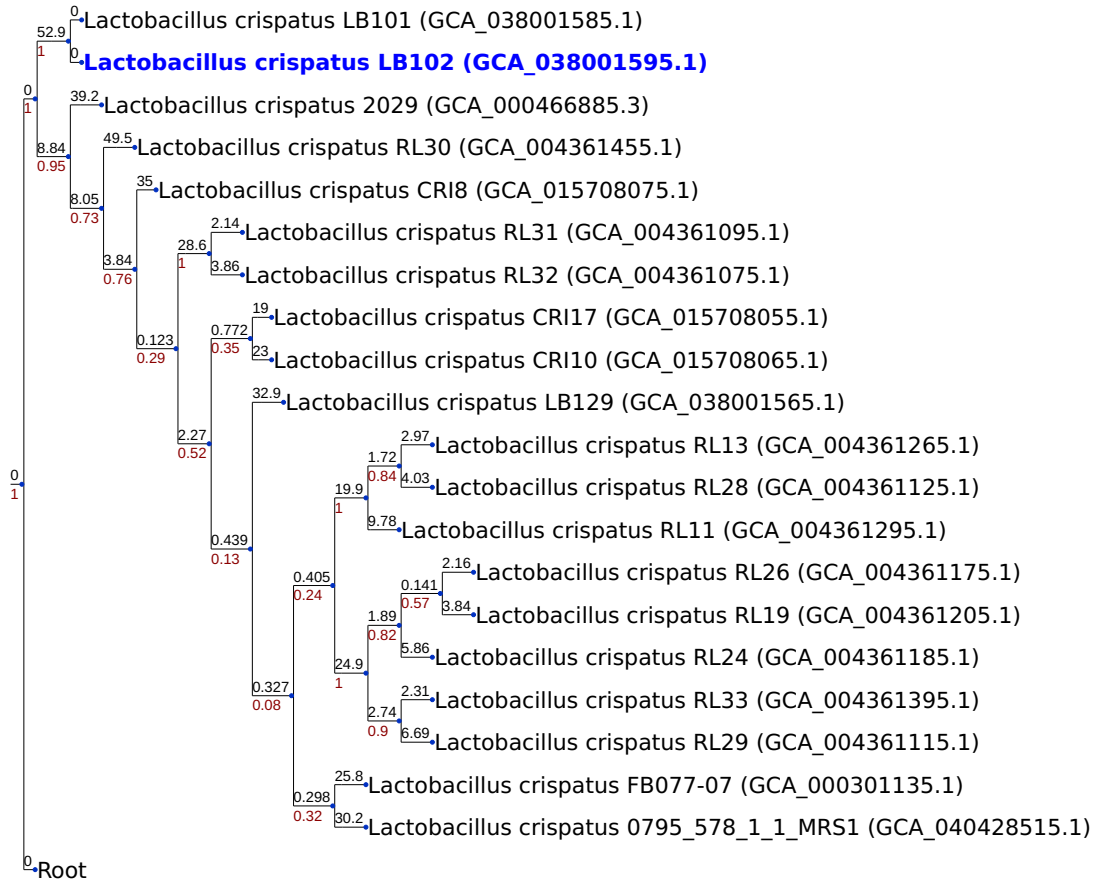 0
Lactobacillus crispatus LB101 (GCA_038001585.1)
52.9
1
0
Lactobacillus crispatus LB102 (GCA_038001595.1)
0
1
39.2
Lactobacillus crispatus 2029 (GCA_000466885.3)
8.84
0.95
49.5
Lactobacillus crispatus RL30 (GCA_004361455.1)
35
Lactobacillus crispatus CRI8 (GCA_015708075.1)
8.05
0.73
2.14
Lactobacillus crispatus RL31 (GCA_004361095.1)
28.6
1
3.84
0.76
3.86
Lactobacillus crispatus RL32 (GCA_004361075.1)
19
Lactobacillus crispatus CRI17 (GCA_015708055.1)
0.123
0.29
0.772
0.35
23
Lactobacillus crispatus CRI10 (GCA_015708065.1)
32.9
Lactobacillus crispatus LB129 (GCA_038001565.1)
2.27
0.52
2.97
Lactobacillus crispatus RL13 (GCA_004361265.1)
1.72
0.84
4.03
Lactobacillus crispatus RL28 (GCA_004361125.1)
0
1
19.9
1
9.78
Lactobacillus crispatus RL11 (GCA_004361295.1)
0.439
0.13
2.16
Lactobacillus crispatus RL26 (GCA_004361175.1)
0.405
0.24
0.141
0.57
3.84
Lactobacillus crispatus RL19 (GCA_004361205.1)
1.89
0.82
5.86
Lactobacillus crispatus RL24 (GCA_004361185.1)
24.9
1
0.327
0.08
2.31
Lactobacillus crispatus RL33 (GCA_004361395.1)
2.74
0.9
6.69
Lactobacillus crispatus RL29 (GCA_004361115.1)
25.8
Lactobacillus crispatus FB077-07 (GCA_000301135.1)
0.298
0.32
30.2
Lactobacillus crispatus 0795_578_1_1_MRS1 (GCA_040428515.1)
0
Root